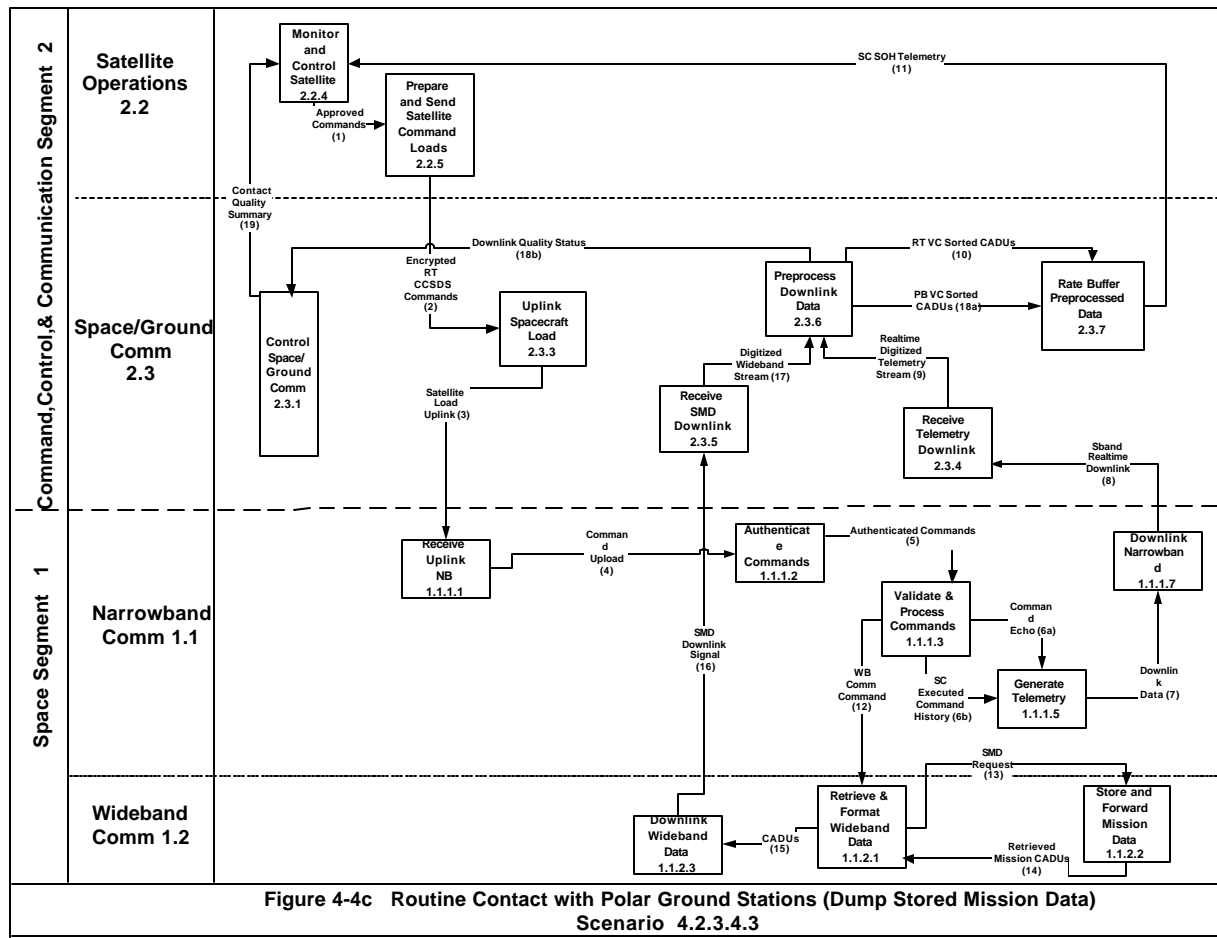 Command,Control,& Communication Segment 2
Space Segment 1
Satellite
Operations
2.2
Monitor
and
Control
Satellite
2.2.4
Approved
Commands
(1)
Prepare
and Send
Satellite
Command
Loads
2.2.5
SC SOH Telemetry
(11)
Space/Ground
Comm
2.3
Contact
Quality
Summary
(19)
Control
Space/
Ground
Comm
2.3.1
Downlink Quality Status
(18b)
Encrypted
RT
CCSDS
Commands
(2)
Uplink
Spacecraft
Load
2.3.3
Satellite
Load
Uplink (3)
Preprocess
Downlink
Data
2.3.6
RT VC Sorted CADUs
(10)
PB VC Sorted
CADUs (18a)
Rate Buffer
Preprocessed
Data
2.3.7
Digitized
Wideband
Stream (17)
Realtime
Digitized
Telemetry
Stream (9)
Receive
SMD
Downlink
2.3.5
Receive
Telemetry
Downlink
2.3.4
Sband
Realtime
Downlink
(8)
Narrowband
Comm 1.1
Receive
Uplink
NB
1.1.1.1
Comman
d
Upload
(4)
Authenticat
e
Commands
1.1.1.2
Authenticated Commands
(5)
Validate &
Process
Commands
1.1.1.3
Comman
d
Echo (6a)
SC
Executed
Command
History (6b)
Generate
Telemetry
1.1.1.5
Downlin
k
Data (7)
Downlink
Narrowban
d
1.1.1.7
SMD
Downlink
Signal
(16)
WB
Comm
Command
(12)
Wideband
Comm 1.2
Downlink
Wideband
Data
1.1.2.3
CADUs
(15)
Retrieve &
Format
Wideband
Data
1.1.2.1
SMD
Request
(13)
Store and
Forward
Mission
Data
1.1.2.2
Retrieved
Mission CADUs
(14)
Figure 4-4c Routine Contact with Polar Ground Stations (Dump Stored Mission Data)
Scenario 4.2.3.4.3